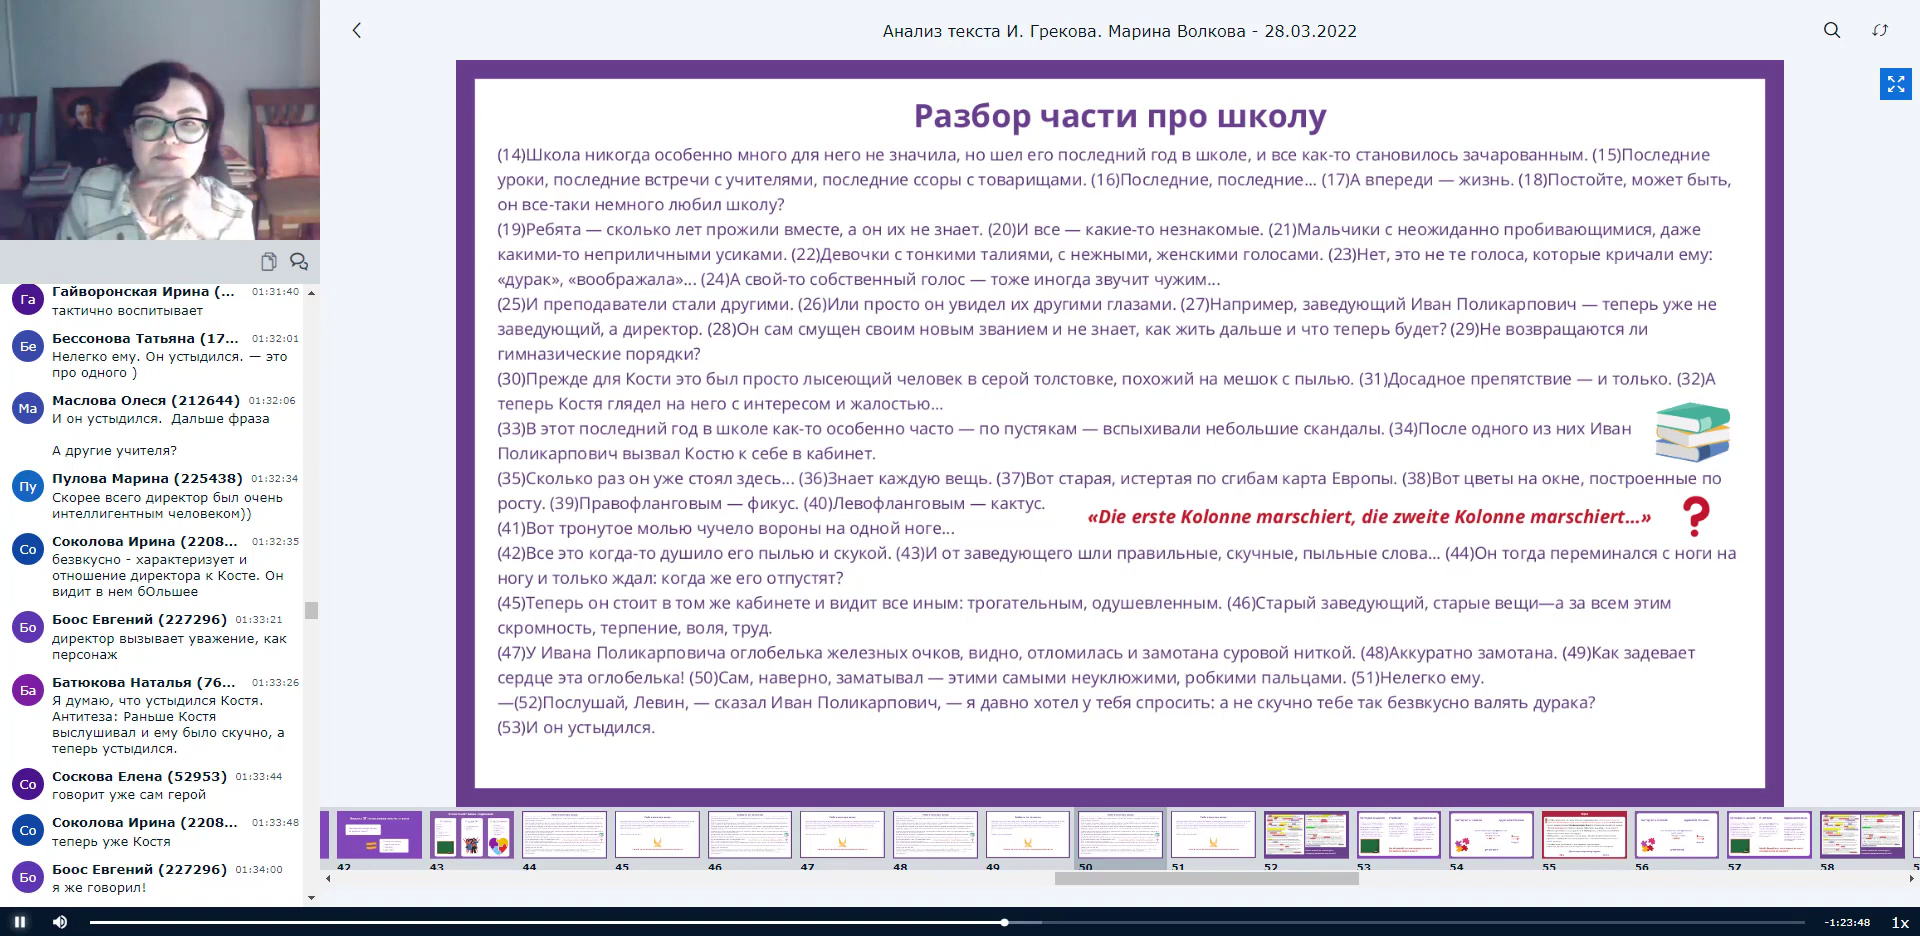 Анализ текста И. Грекова. Марина Волкова - 28.03.2022
Разбор части про школу
(14)Школа никогда особенно много для него не значила, но шел его последний год в школе, и все как-то становилось зачарованным. (15)Последние
уроки, последние встречи с учителями, последние ссоры с товарищами. (16)Последние, последние... (17)А впереди — жизнь. (18)Постойте, может быть,
он все-таки немного любил школу?
(19)Ребята — сколько лет прожили вместе, а он их не знает. (20)И все — какие-то незнакомые. (21)Мальчики с неожиданно пробивающимися, даже
какими-то неприличными усиками. (22)Девочки с тонкими талиями, с нежными, женскими голосами. (23)Нет, это не те голоса, которые кричали ему:
«дурак», «воображала»... (24)А свой-то собственный голос — тоже иногда звучит чужим...
(25)И преподаватели стали другими. (26)Или просто он увидел их другими глазами. (27)Например, заведующий Иван Поликарпович — теперь уже не
заведующий, а директор. (28)Он сам смущен своим новым званием и не знает, как жить дальше и что теперь будет? (29)Не возвращаются ли
гимназические порядки?
(30)Прежде для Кости это был просто лысеющий человек в серой толстовке, похожий на мешок с пылью. (31)Досадное препятствие — и только. (32)А
теперь Костя глядел на него с интересом и жалостью...
(33)В этот последний год в школе как-то особенно часто — по пустякам — вспыхивали небольшие скандалы. (34)После одного из них Иван
Поликарпович вызвал Костю к себе в кабинет.
(35)Сколько раз он уже стоял здесь... (36)Знает каждую вещь. (37)Вот старая, истертая по сгибам карта Европы. (38)Вот цветы на окне, построенные по
росту. (39)Правофланговым — фикус. (40)Левофланговым — кактус.
«Die erste Kolonne marschiert, die zweite Kolonne marschiert...» ?
(41)Вот тронутое молью чучело вороны на одной ноге...
(42)Все это когда-то душило его пылью и скукой. (43)И от заведующего шли правильные, скучные, пыльные слова... (44)Он тогда переминался с ноги на
ногу и только ждал: когда же его отпустят?
(45)Теперь он стоит в том же кабинете и видит все иным: трогательным, одушевленным. (46)Старый заведующий, старые вещи—а за всем этим
скромность, терпение, воля, труд.
(47)У Ивана Поликарповича оглобелька железных очков, видно, отломилась и замотана суровой ниткой. (48)Аккуратно замотана. (49)Как задевает
сердце эта оглобелька! (50)Сам, наверно, заматывал — этими самыми неуклюжими, робкими пальцами. (51)Нелегко ему.
—(52)Послушай, Левин, — сказал Иван Поликарпович, — я давно хотел у тебя спросить: а не скучно тебе так безвкусно валять дурака?
(53)И он устыдился.
Га Гайворонская Ирина (... 01:31:40
тактично воспитывает
Бе Бессонова Татьяна (17... 01:32:01
Нелегко ему. Он устыдился. — это
про одного )
Ма Маслова Олеся (212644) 01:32:06
И он устыдился. Дальше фраза
А другие учителя?
Пу Пулова Марина (225438) 01:32:34
Скорее всего директор был очень
интеллигентным человеком))
Со Соколова Ирина (2208... 01:32:35
безвкусно - характеризует и
отношение директора к Косте. Он
видит в нем бОльшее
Бо Боос Евгений (227296) 01:33:21
директор вызывает уважение, как
персонаж
Ба Батюкова Наталья (76... 01:33:26
Я думаю, что устыдился Костя.
Антитеза: Раньше Костя
выслушивал и ему было скучно, а
теперь устыдился.
Со Соскова Елена (52953) 01:33:44
говорит уже сам герой
Со Соколова Ирина (2208... 01:33:48
теперь уже Костя
Бо Боос Евгений (227296) 01:34:00
я же говорил!
42 43 44 45 46 47 48 49 50 51 52 53 54 55 56 57 58
-1:23:48 1x